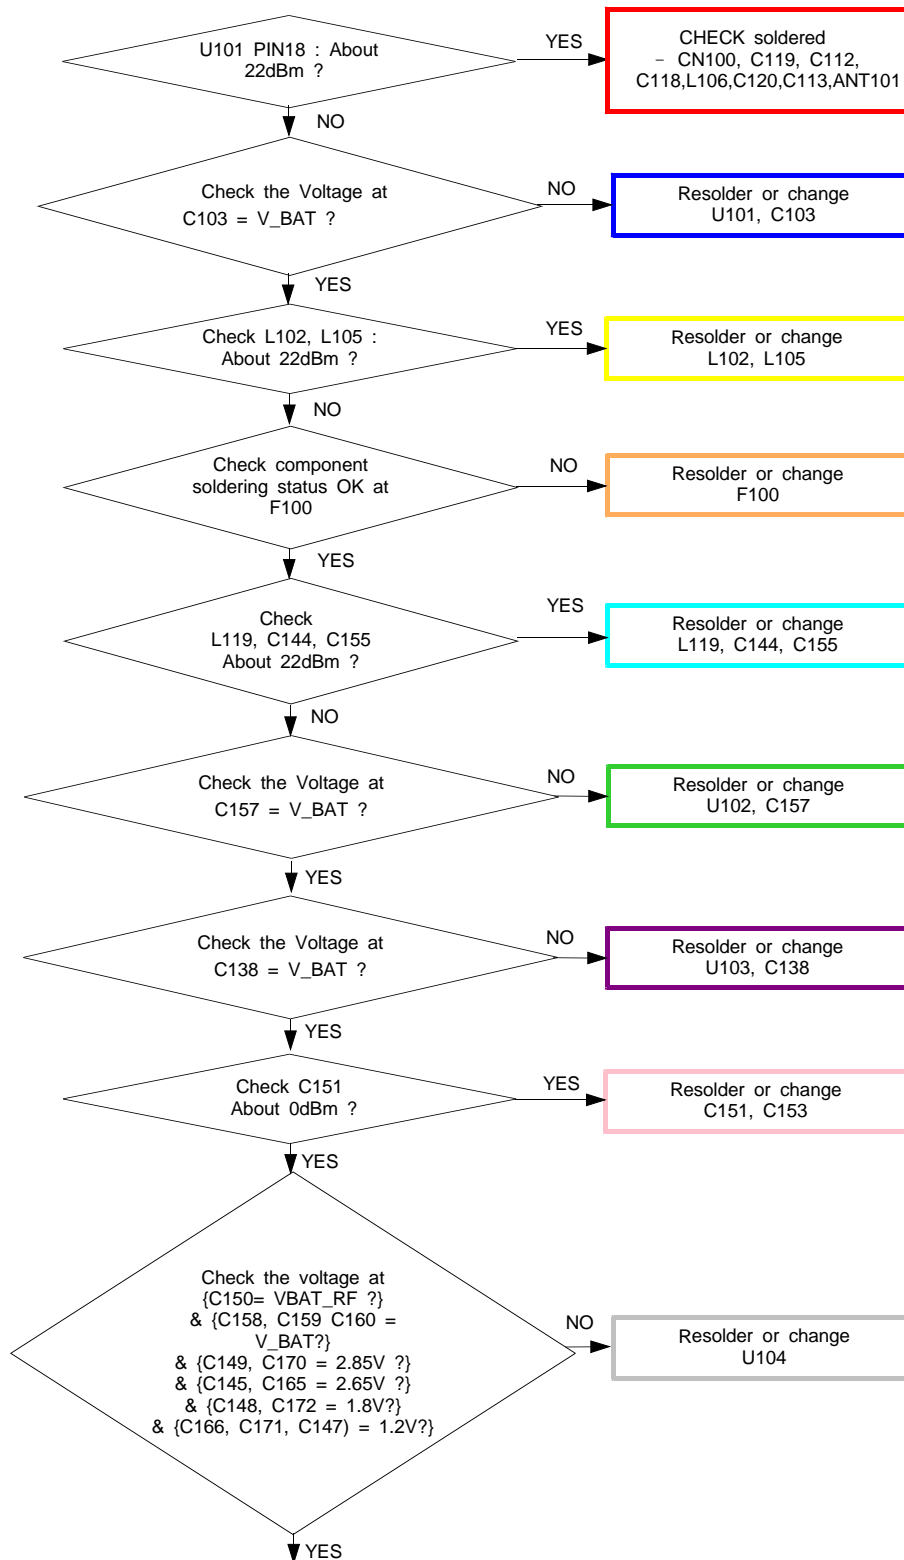 U101 PIN18 : About
22dBm ?
YES
CHECK soldered
– CN100, C119, C112,
C118,L106,C120,C113,ANT101
NO
Check the Voltage at
C103 = V_BAT ?
NO
Resolder or change
U101, C103
YES
Check L102, L105 :
About 22dBm ?
YES
Resolder or change
L102, L105
NO
Check component
soldering status OK at
F100
NO
Resolder or change
F100
YES
Check
L119, C144, C155
About 22dBm ?
YES
Resolder or change
L119, C144, C155
NO
Check the Voltage at
C157 = V_BAT ?
NO
Resolder or change
U102, C157
YES
Check the Voltage at
C138 = V_BAT ?
NO
Resolder or change
U103, C138
YES
Check C151
About 0dBm ?
YES
Resolder or change
C151, C153
YES
Check the voltage at
{C150= VBAT_RF ?}
& {C158, C159 C160 =
V_BAT?}
& {C149, C170 = 2.85V ?}
& {C145, C165 = 2.65V ?}
& {C148, C172 = 1.8V?}
& {C166, C171, C147) = 1.2V?}
NO
Resolder or change
U104
YES